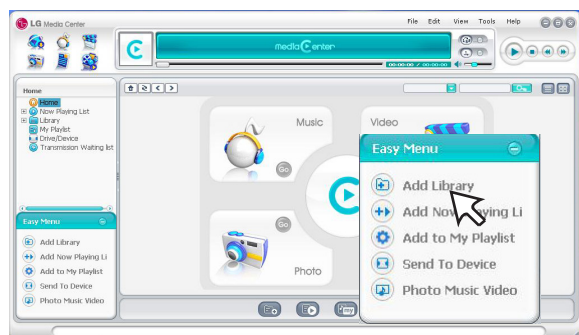 LG Media Center
File Edit View Tools Help
mediaCenter
00:00:00 / 00:00:00
Home
Home
Now Playing List
Library
My Playlist
Drive/Device
Transmission Waiting list
Music
Video
Go
Go
Photo
Easy Menu
Add Library
Add Now Playing Li
Add to My Playlist
Send To Device
Photo Music Video
Easy Menu
Add Library
Add Now Playing Li
Add to My Playlist
Send To Device
Photo Music Video
my